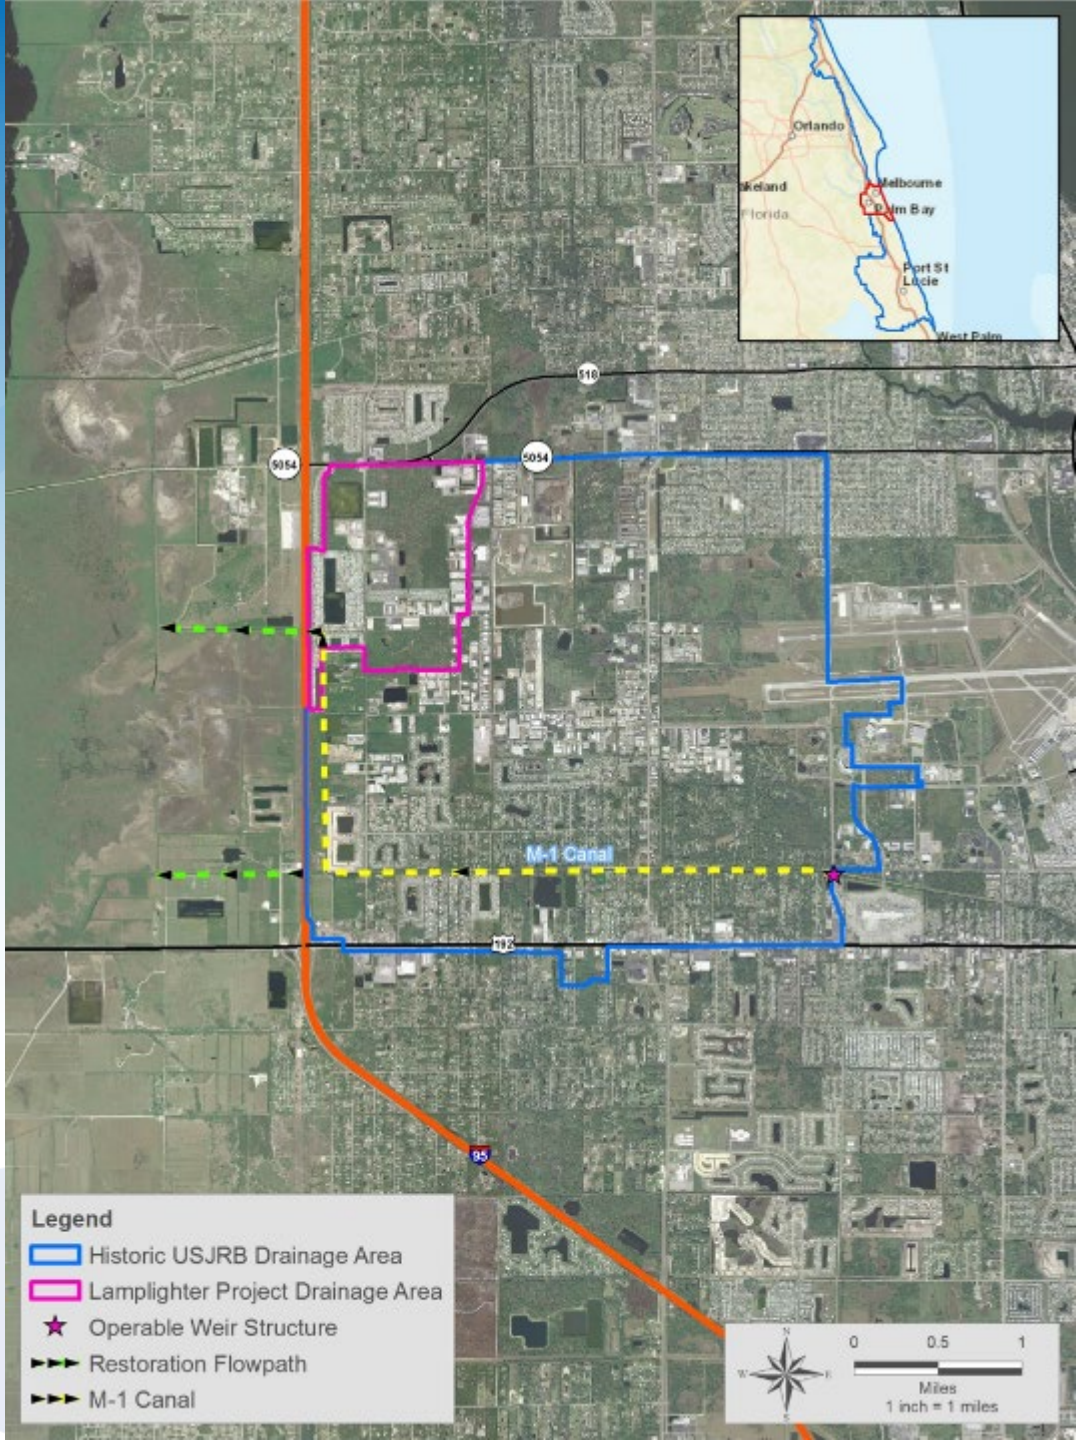 Orlando
Melbourne
akeland
Florida
Palm Bay
Port St
Lucie
West Palm
518
5054
5054
M-1 Canal
192
95
Legend
Historic USJRB Drainage Area
Lamplighter Project Drainage Area
Operable Weir Structure
Restoration Flowpath
M-1 Canal
N
W
E
S
0 0.5 1
Miles
1 inch = 1 miles